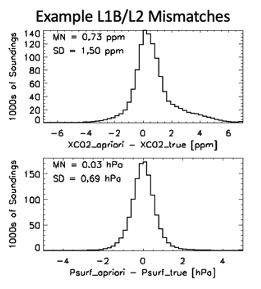 Example L1B/L2 Mismatches
140
120
100
80
60
40
20
0
1000s of Soundings
MN = 0.73 ppm
SD = 1.50 ppm
-6 -4 -2 0 2 4 6
XCO2_apriori - XCO2_true [ppm]
150
100
50
0
1000s of Soundings
MN = 0.03 hPa
SD = 0.69 hPa
-4 -2 0 2 4
Psurf_apriori - Psurf_true [hPa]